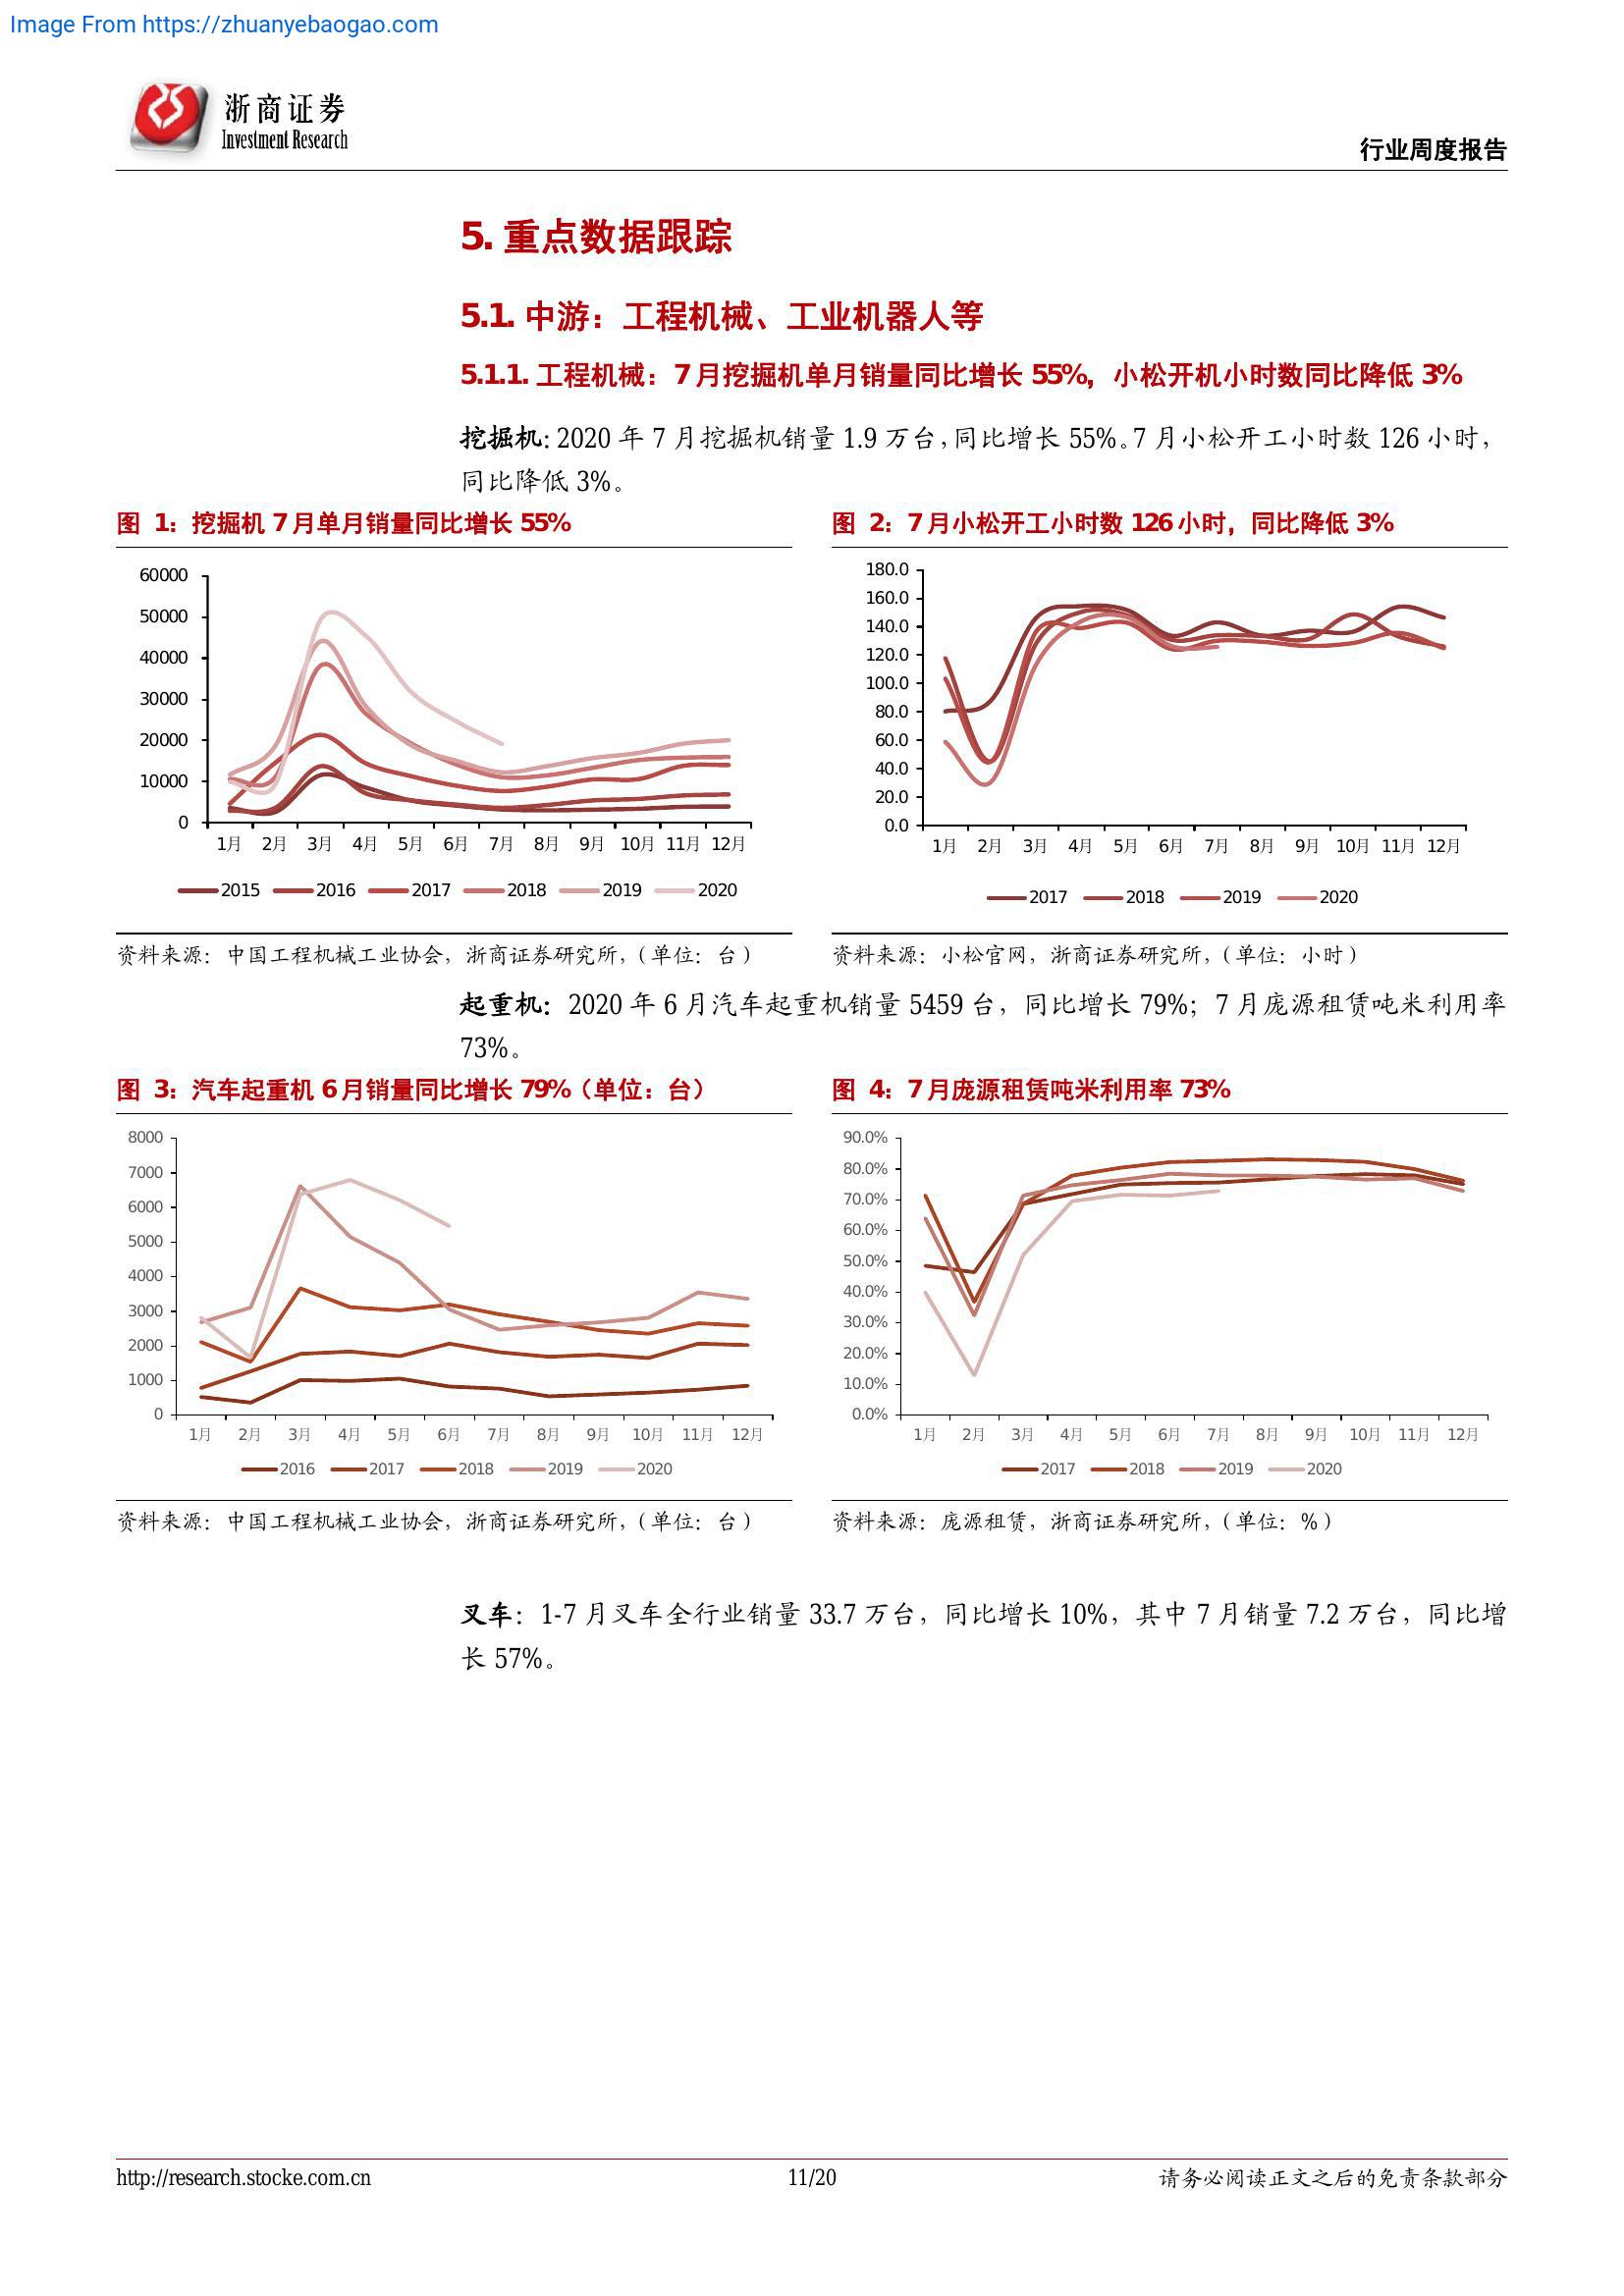 Image From https://zhuanyebaogao.com
浙商证券
Investment Research
行业周度报告
5. 重点数据跟踪
5.1. 中游：工程机械、工业机器人等
5.1.1. 工程机械：7 月挖掘机单月销量同比增长 55%，小松开机小时数同比降低 3%
挖掘机：2020 年 7 月挖掘机销量 1.9 万台，同比增长 55%。7 月小松开工小时数 126 小时，
同比降低 3%。
图 1：挖掘机 7 月单月销量同比增长 55%
60000
50000
40000
30000
20000
10000
0
1月 2月 3月 4月 5月 6月 7月 8月 9月 10月 11月 12月
2015 2016 2017 2018 2019 2020
资料来源：中国工程机械工业协会，浙商证券研究所，（单位：台）
图 2：7 月小松开工小时数 126 小时，同比降低 3%
180.0
160.0
140.0
120.0
100.0
80.0
60.0
40.0
20.0
0.0
1月 2月 3月 4月 5月 6月 7月 8月 9月 10月 11月 12月
2017 2018 2019 2020
资料来源：小松官网，浙商证券研究所，（单位：小时）
起重机：2020 年 6 月汽车起重机销量 5459 台，同比增长 79%；7 月庞源租赁吨米利用率
73%。
图 3：汽车起重机 6 月销量同比增长 79%（单位：台）
8000
7000
6000
5000
4000
3000
2000
1000
0
1月 2月 3月 4月 5月 6月 7月 8月 9月 10月 11月 12月
2016 2017 2018 2019 2020
资料来源：中国工程机械工业协会，浙商证券研究所，（单位：台）
图 4：7 月庞源租赁吨米利用率 73%
90.0%
80.0%
70.0%
60.0%
50.0%
40.0%
30.0%
20.0%
10.0%
0.0%
1月 2月 3月 4月 5月 6月 7月 8月 9月 10月 11月 12月
2017 2018 2019 2020
资料来源：庞源租赁，浙商证券研究所，（单位：%）
叉车：1-7 月叉车全行业销量 33.7 万台，同比增长 10%，其中 7 月销量 7.2 万台，同比增
长 57%。
http://research.stocke.com.cn
11/20
请务必阅读正文之后的免责条款部分